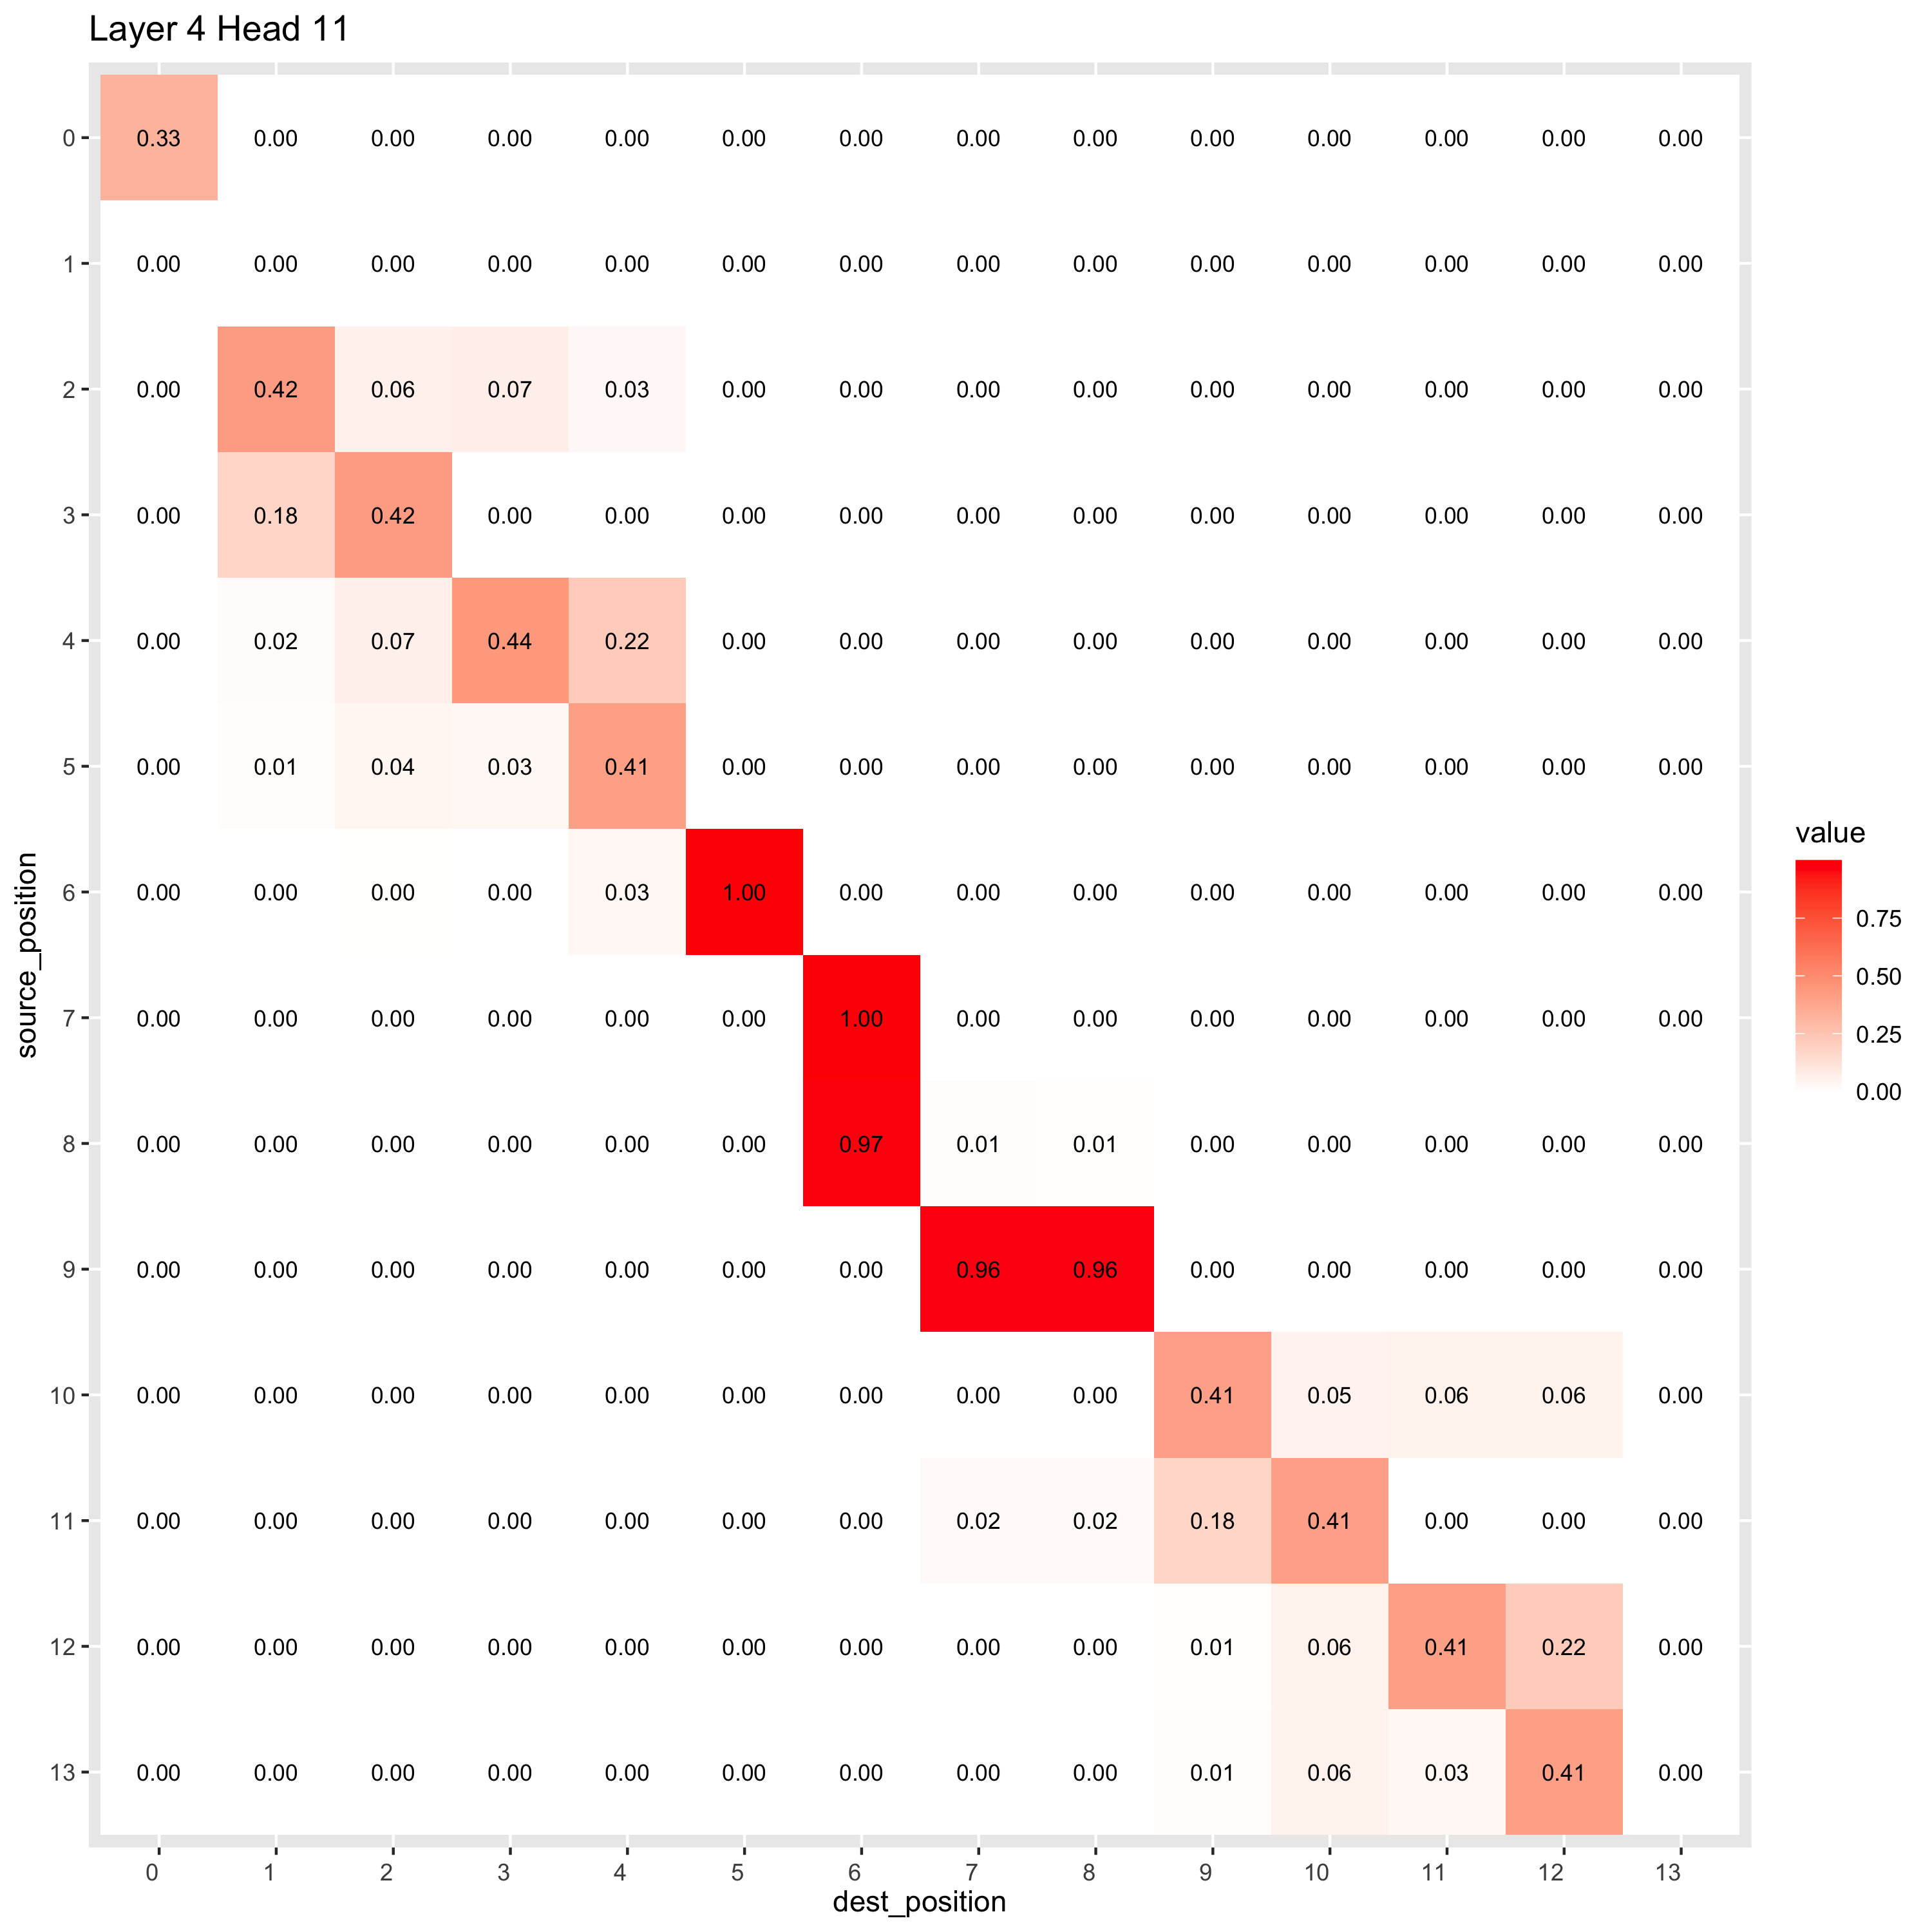 Layer 4 Head 11
0 0.33 0.00 0.00 0.00 0.00 0.00 0.00 0.00 0.00 0.00 0.00 0.00 0.00 0.00
1 0.00 0.00 0.00 0.00 0.00 0.00 0.00 0.00 0.00 0.00 0.00 0.00 0.00 0.00
2 0.00 0.42 0.06 0.07 0.03 0.00 0.00 0.00 0.00 0.00 0.00 0.00 0.00 0.00
3 0.00 0.18 0.42 0.00 0.00 0.00 0.00 0.00 0.00 0.00 0.00 0.00 0.00 0.00
4 0.00 0.02 0.07 0.44 0.22 0.00 0.00 0.00 0.00 0.00 0.00 0.00 0.00 0.00
5 0.00 0.01 0.04 0.03 0.41 0.00 0.00 0.00 0.00 0.00 0.00 0.00 0.00 0.00
6 0.00 0.00 0.00 0.00 0.03 1.00 0.00 0.00 0.00 0.00 0.00 0.00 0.00 0.00
7 0.00 0.00 0.00 0.00 0.00 0.00 1.00 0.00 0.00 0.00 0.00 0.00 0.00 0.00
8 0.00 0.00 0.00 0.00 0.00 0.00 0.97 0.01 0.01 0.00 0.00 0.00 0.00 0.00
9 0.00 0.00 0.00 0.00 0.00 0.00 0.00 0.96 0.96 0.00 0.00 0.00 0.00 0.00
10 0.00 0.00 0.00 0.00 0.00 0.00 0.00 0.00 0.00 0.41 0.05 0.06 0.06 0.00
11 0.00 0.00 0.00 0.00 0.00 0.00 0.00 0.02 0.02 0.18 0.41 0.00 0.00 0.00
12 0.00 0.00 0.00 0.00 0.00 0.00 0.00 0.00 0.00 0.01 0.06 0.41 0.22 0.00
13 0.00 0.00 0.00 0.00 0.00 0.00 0.00 0.00 0.00 0.01 0.06 0.03 0.41 0.00
0 1 2 3 4 5 6 7 8 9 10 11 12 13
dest_position
source_position
value
0.75
0.50
0.25
0.00